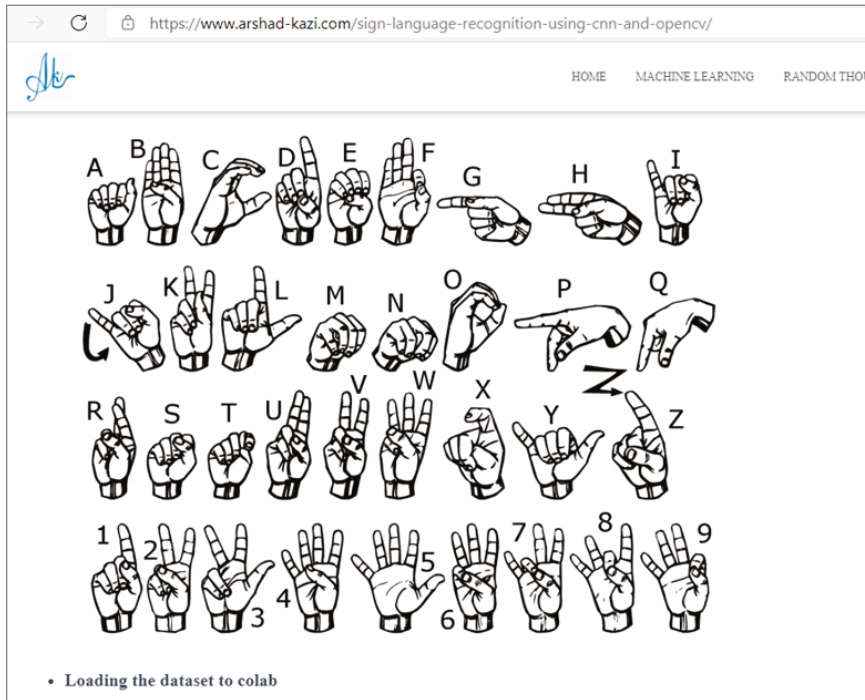 https://www.arshad-kazi.com/sign-language-recognition-using-cnn-and-opencv/
Ak
HOME MACHINE LEARNING RANDOM THOU
A B C D E F G H I
J K L M N O P Q
R S T U V W X Y Z
1 2 3 4 5 6 7 8 9
• Loading the dataset to colab